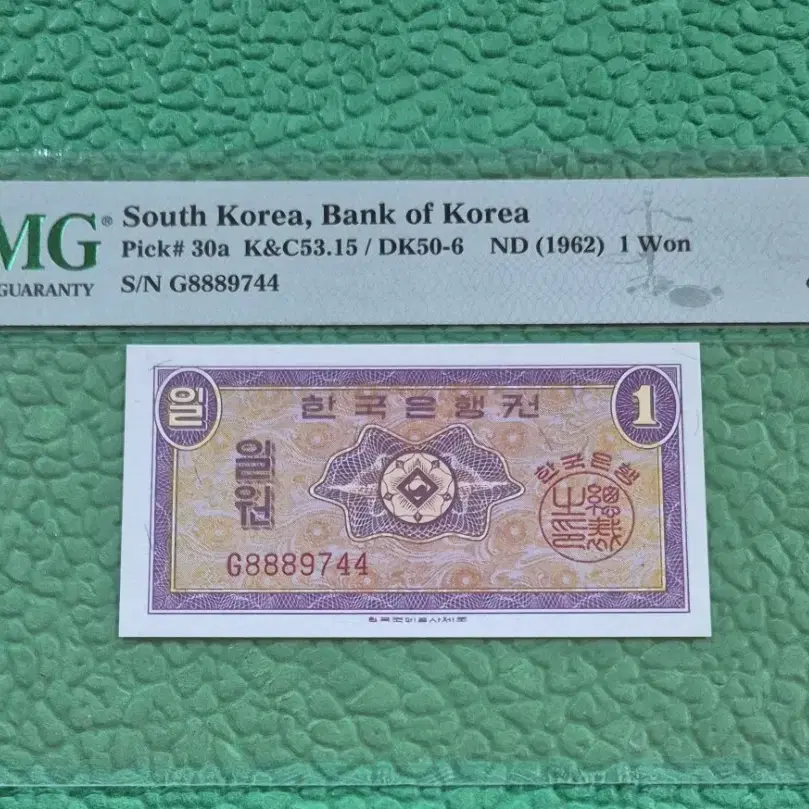 MG® South Korea, Bank of Korea
Pick# 30a K&C53.15 / DK50-6 ND (1962) 1 Won
GUARANTY S/N G8889744
일 한국은행권 1
일원
한국은행
G8889744